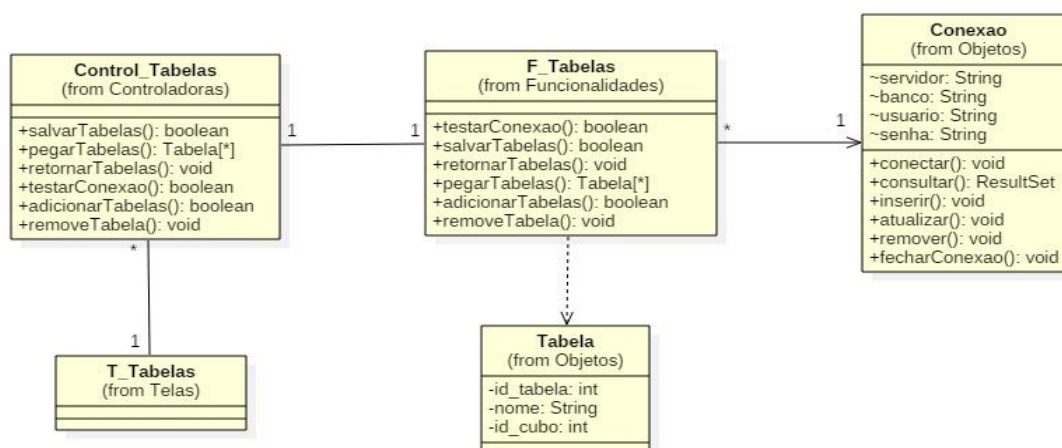 Control_Tabelas
(from Controladoras)
+salvarTabelas(): boolean
+pegarTabelas(): Tabela[*]
+retornarTabelas(): void
+testarConexao(): boolean
+adicionarTabelas(): boolean
+removeTabela(): void
1
1
F_Tabelas
(from Funcionalidades)
+testarConexao(): boolean
+salvarTabelas(): boolean
+retornarTabelas(): void
+pegarTabelas(): Tabela[*]
+adicionarTabelas(): boolean
+removeTabela(): void
*
1
Conexao
(from Objetos)
~servidor: String
~banco: String
~usuario: String
~senha: String
+conectar(): void
+consultar(): ResultSet
+inserir(): void
+atualizar(): void
+remover(): void
+fecharConexao(): void
*
1
T_Tabelas
(from Telas)
Tabela
(from Objetos)
-id_tabela: int
-nome: String
-id_cubo: int